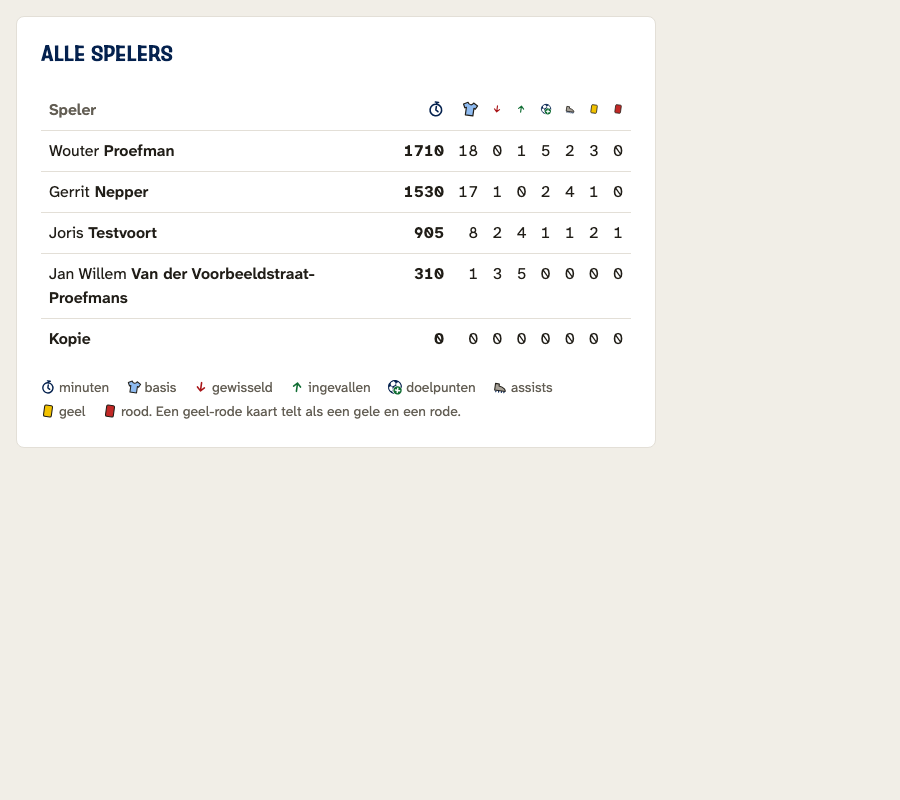 ALLE SPELERS
Speler
Wouter Proefman 1710 18 0 1 5 2 3 0
Gerrit Nepper 1530 17 1 0 2 4 1 0
Joris Testvoort 905 8 2 4 1 1 2 1
Jan Willem Van der Voorbeeldstraat- 310 1 3 5 0 0 0 0
Proefmans
Kopie 0 0 0 0 0 0 0 0
minuten basis gewisseld ingevallen doelpunten assists
geel rood. Een geel-rode kaart telt als een gele en een rode.